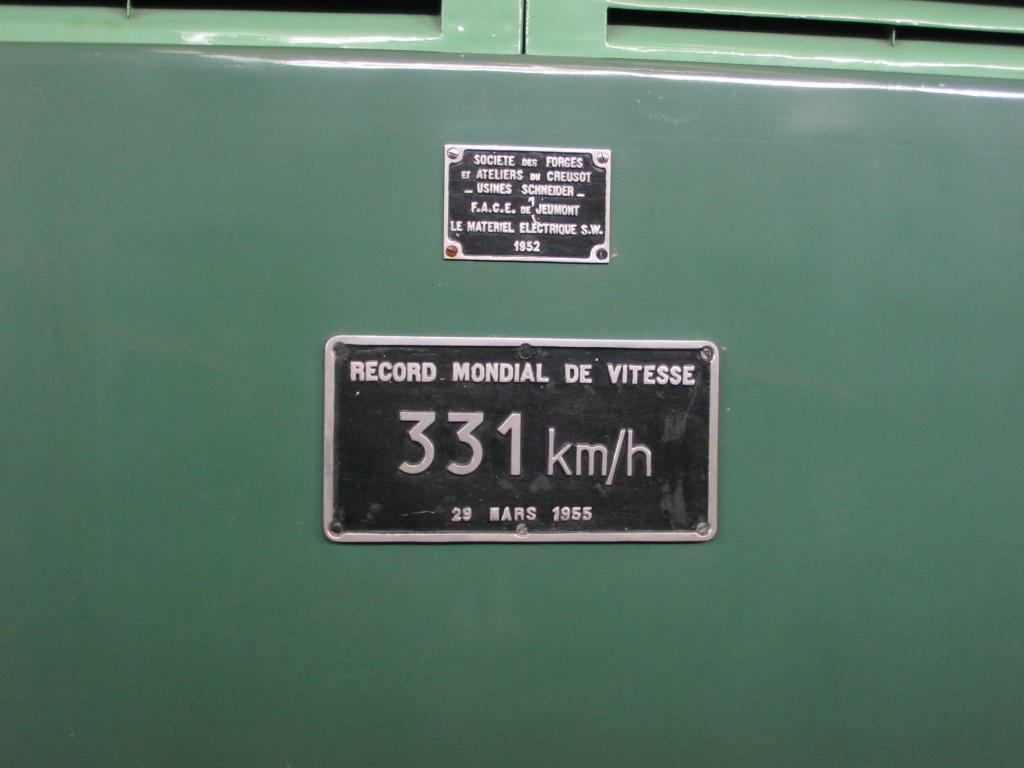 SOCIETE DES FORGES
ET ATELIERS DU CREUSOT
- USINES SCHNEIDER -
F.A.C.E. DE JEUMONT
LE MATERIEL ELECTRIQUE S.W.
1952
RECORD MONDIAL DE VITESSE
331 km/h
29 MARS 1955